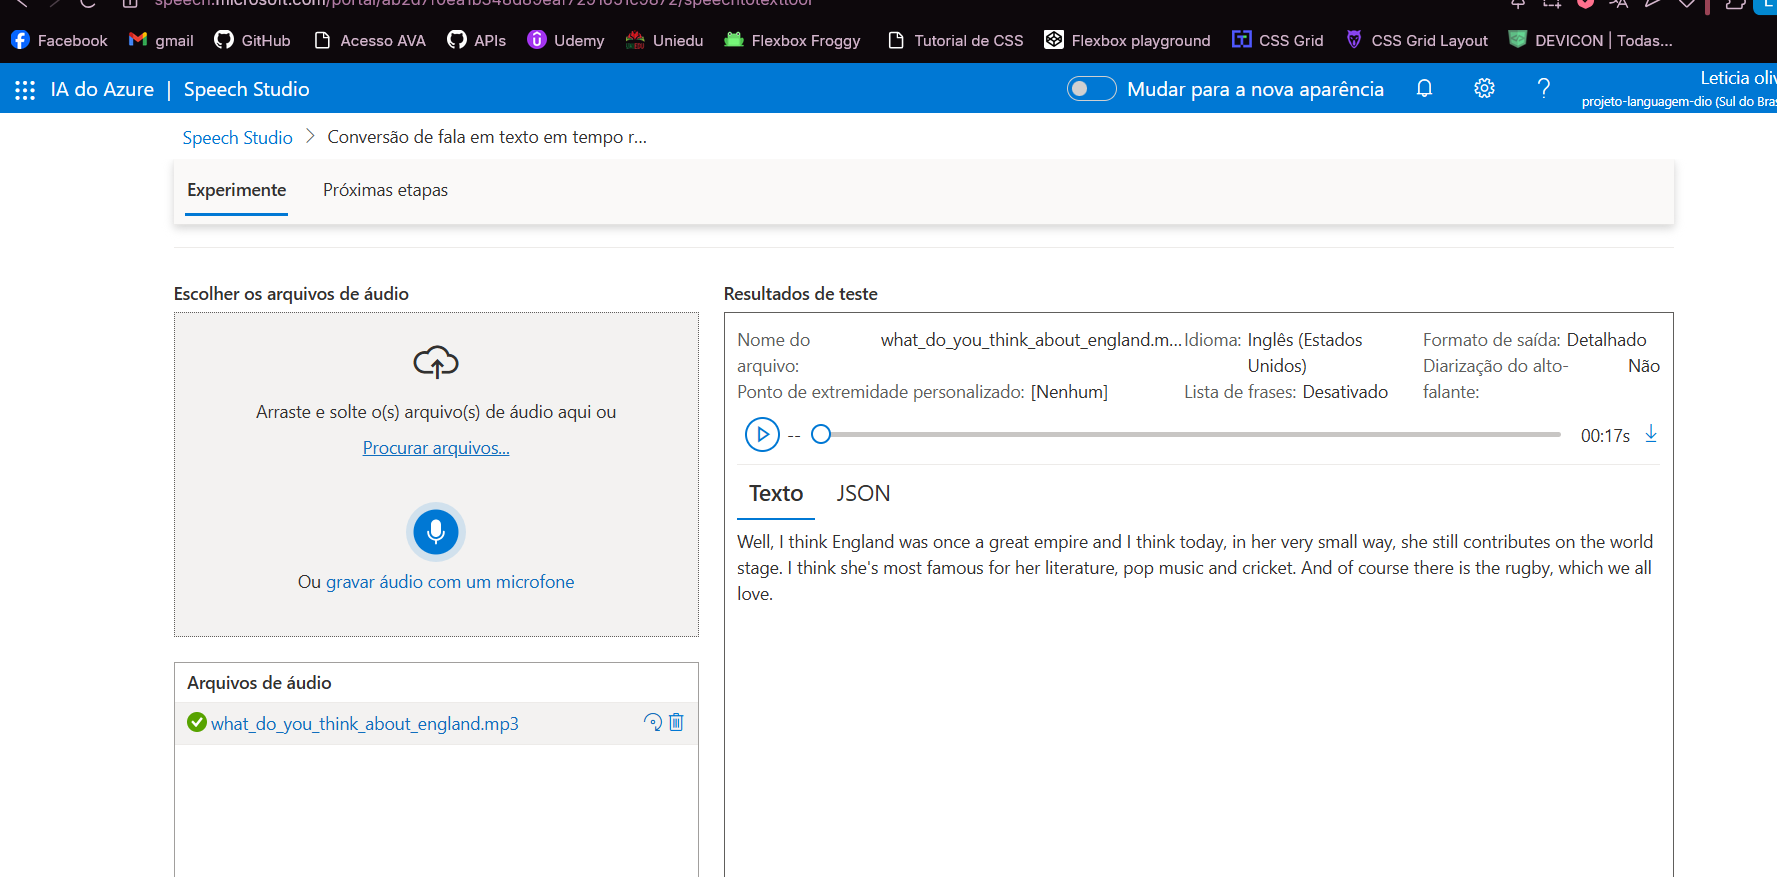 speech.microsoft.com/portal/ab2d7f0ea1b548d89eaf7291651c9872/speechtotexttool
Facebook gmail GitHub Acesso AVA APIs Udemy Uniedu Flexbox Froggy Tutorial de CSS Flexbox playground CSS Grid CSS Grid Layout DEVICON | Todas...
IA do Azure | Speech Studio Mudar para a nova aparência
Leticia oliv
projeto-languagem-dio (Sul do Bras
Speech Studio > Conversão de fala em texto em tempo r...
Experimente Próximas etapas
Escolher os arquivos de áudio
Arraste e solte o(s) arquivo(s) de áudio aqui ou
Procurar arquivos...
Ou gravar áudio com um microfone
Arquivos de áudio
what_do_you_think_about_england.mp3
Resultados de teste
Nome do arquivo: what_do_you_think_about_england.m... Idioma: Inglês (Estados Unidos) Formato de saída: Detalhado
Diarização do alto-falante: Não
Ponto de extremidade personalizado: [Nenhum] Lista de frases: Desativado
-- 00:17s
Texto JSON
Well, I think England was once a great empire and I think today, in her very small way, she still contributes on the world
stage. I think she's most famous for her literature, pop music and cricket. And of course there is the rugby, which we all
love.